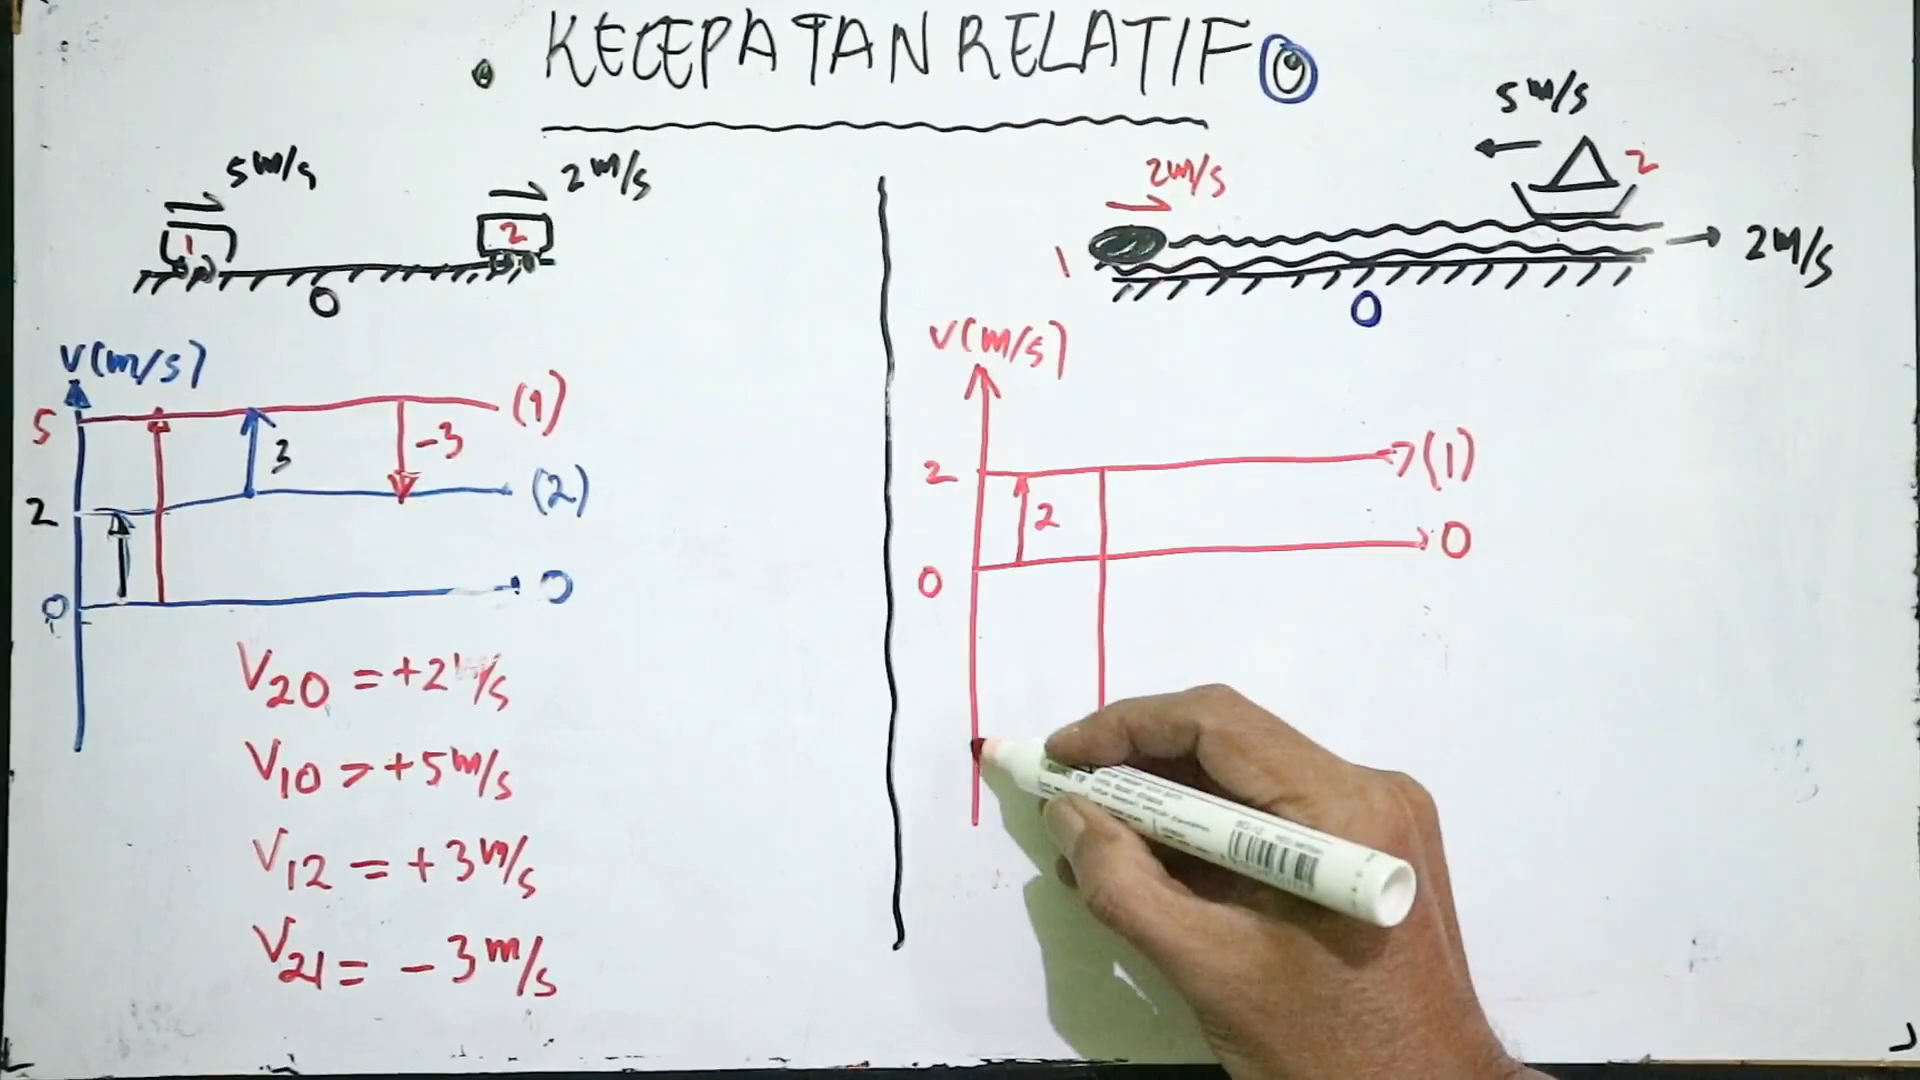 KECEPATAN RELATIF
5 m/s
2 m/s
1
2
0
V(m/s)
5
(1)
3
-3
2
(2)
0
0
V20 = +2 m/s
V10 = +5 m/s
V12 = +3 m/s
V21 = -3 m/s
5 m/s
2 m/s
2
1
2 m/s
0
V(m/s)
2
(1)
2
0
0